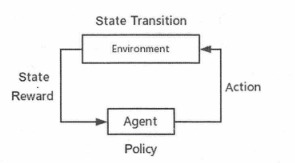 State Transition
Environment
State
Reward
Action
Agent
Policy